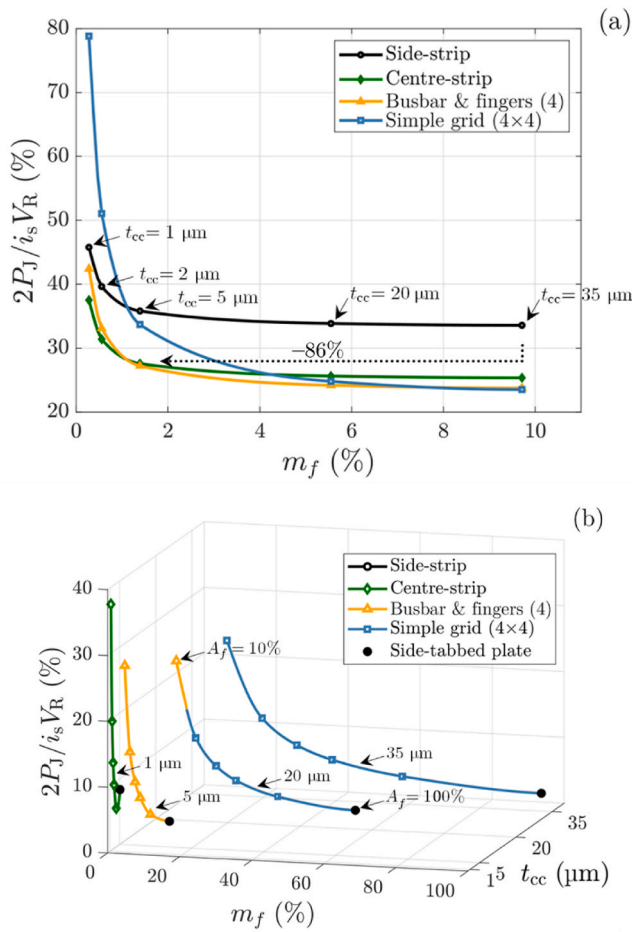 (a)
80
70
60
50
40
30
20
2P_J/i_sV_R (%)
Side-strip
Centre-strip
Busbar & fingers (4)
Simple grid (4×4)
t_cc= 1 μm
t_cc= 2 μm
t_cc= 5 μm
t_cc= 20 μm
t_cc= 35 μm
−86%
0 2 4 6 8 10
m_f (%)
(b)
40
30
20
10
0
2P_J/i_sV_R (%)
Side-strip
Centre-strip
Busbar & fingers (4)
Simple grid (4×4)
Side-tabbed plate
A_f = 10%
1 μm
5 μm
20 μm
35 μm
A_f = 100%
0 20 40 60 80 100
m_f (%)
1 5 20 35
t_cc (μm)